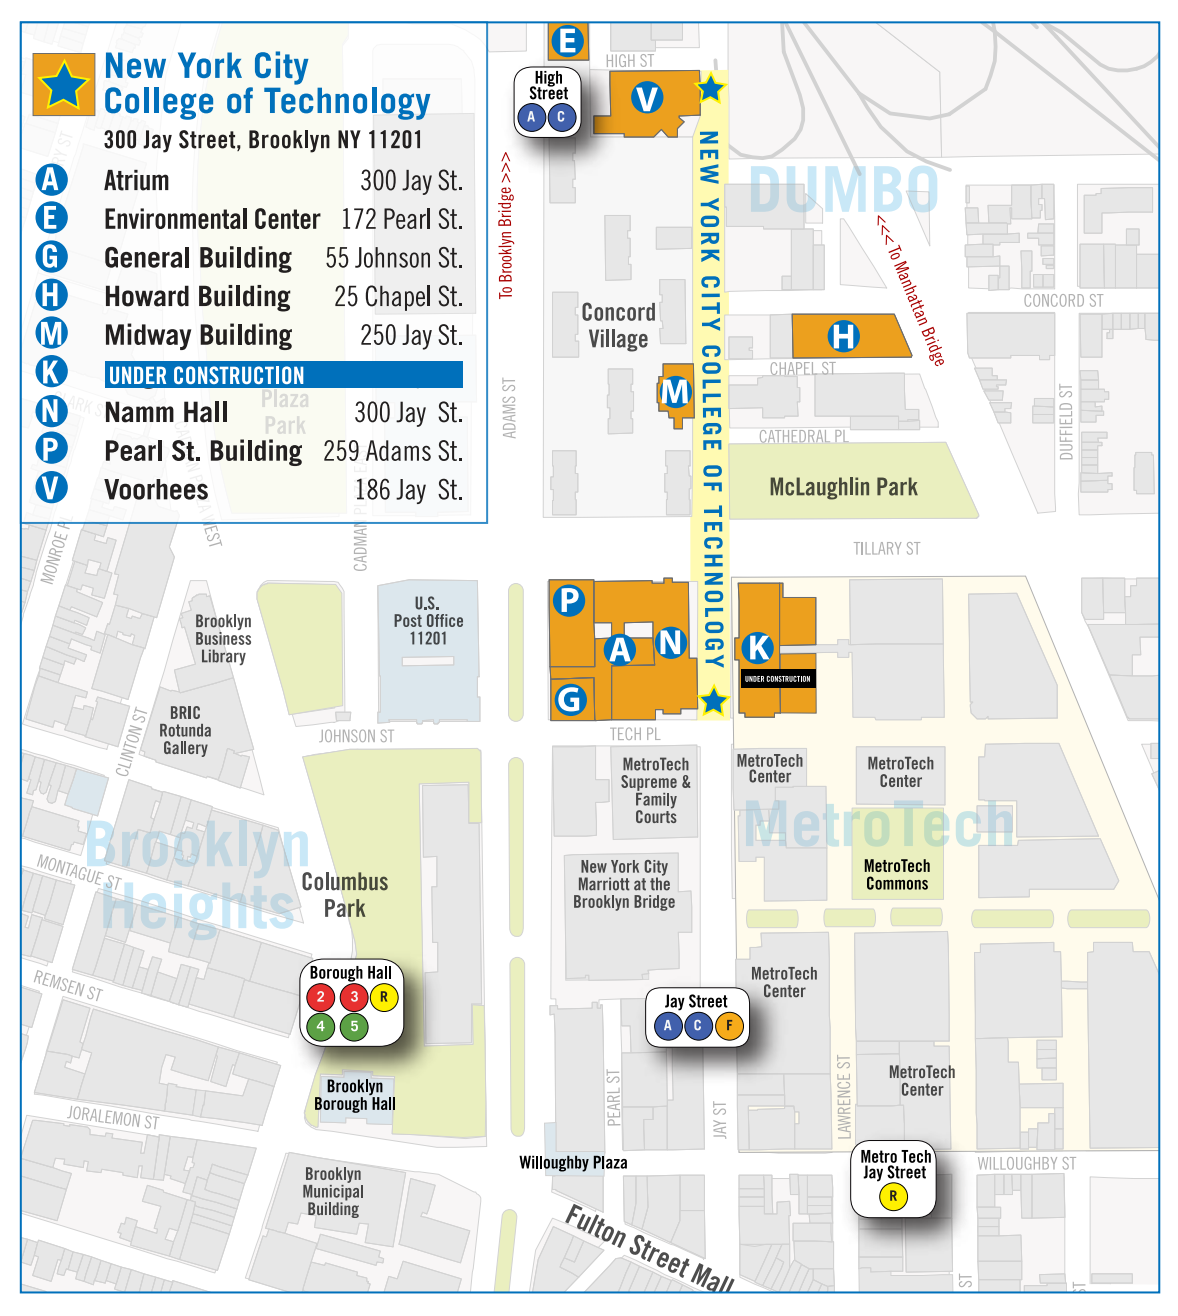 New York City
College of Technology
300 Jay Street, Brooklyn NY 11201
A Atrium 300 Jay St.
E Environmental Center 172 Pearl St.
G General Building 55 Johnson St.
H Howard Building 25 Chapel St.
M Midway Building 250 Jay St.
K UNDER CONSTRUCTION
N Namm Hall 300 Jay St.
P Pearl St. Building 259 Adams St.
V Voorhees 186 Jay St.
Plaza
Park
E
HIGH ST
High
Street
A C
V
NEW YORK CITY COLLEGE OF TECHNOLOGY
DUMBO
To Brooklyn Bridge >>>
<<< To Manhattan Bridge
CONCORD ST
Concord
Village
H
CHAPEL ST
M
ADAMS ST
CATHEDRAL PL
DUFFIELD ST
McLaughlin Park
TILLARY ST
MONROE PL
WEST
CADMAN
Brooklyn
Business
Library
U.S.
Post Office
11201
P
A
N
G
K
UNDER CONSTRUCTION
BRIC
Rotunda
Gallery
CLINTON ST
JOHNSON ST
TECH PL
MetroTech
Supreme &
Family
Courts
MetroTech
Center
MetroTech
Center
MetroTech
Brooklyn
Heights
MONTAGUE ST
Columbus
Park
New York City
Marriott at the
Brooklyn Bridge
MetroTech
Commons
REMSEN ST
Borough Hall
2 3 R
4 5
MetroTech
Center
Jay Street
A C F
Brooklyn
Borough Hall
JORALEMON ST
PEARL ST
JAY ST
LAWRENCE ST
MetroTech
Center
Willoughby Plaza
WILLOUGHBY ST
Metro Tech
Jay Street
R
Brooklyn
Municipal
Building
Fulton Street Mall
ST